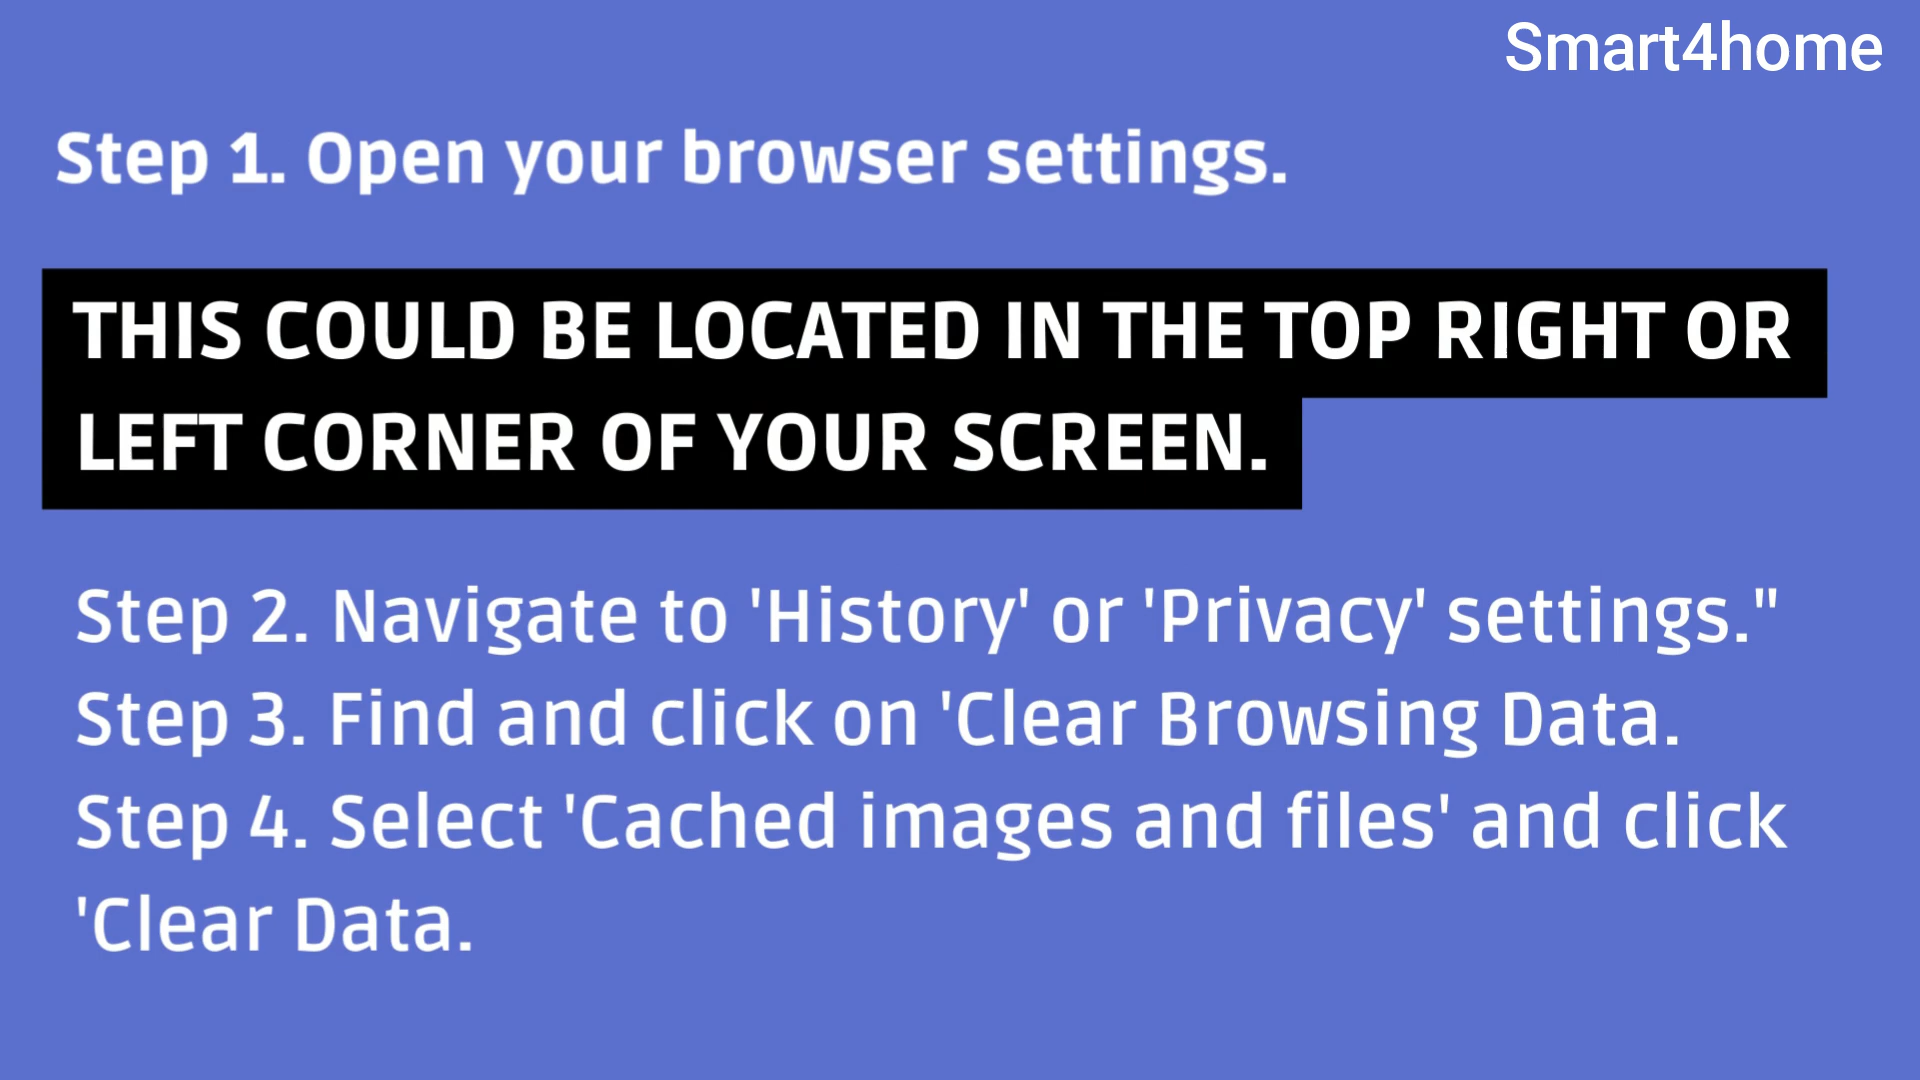 Smart4home
Step 1. Open your browser settings.
THIS COULD BE LOCATED IN THE TOP RIGHT OR
LEFT CORNER OF YOUR SCREEN.
Step 2. Navigate to 'History' or 'Privacy' settings."
Step 3. Find and click on 'Clear Browsing Data.
Step 4. Select 'Cached images and files' and click
'Clear Data.